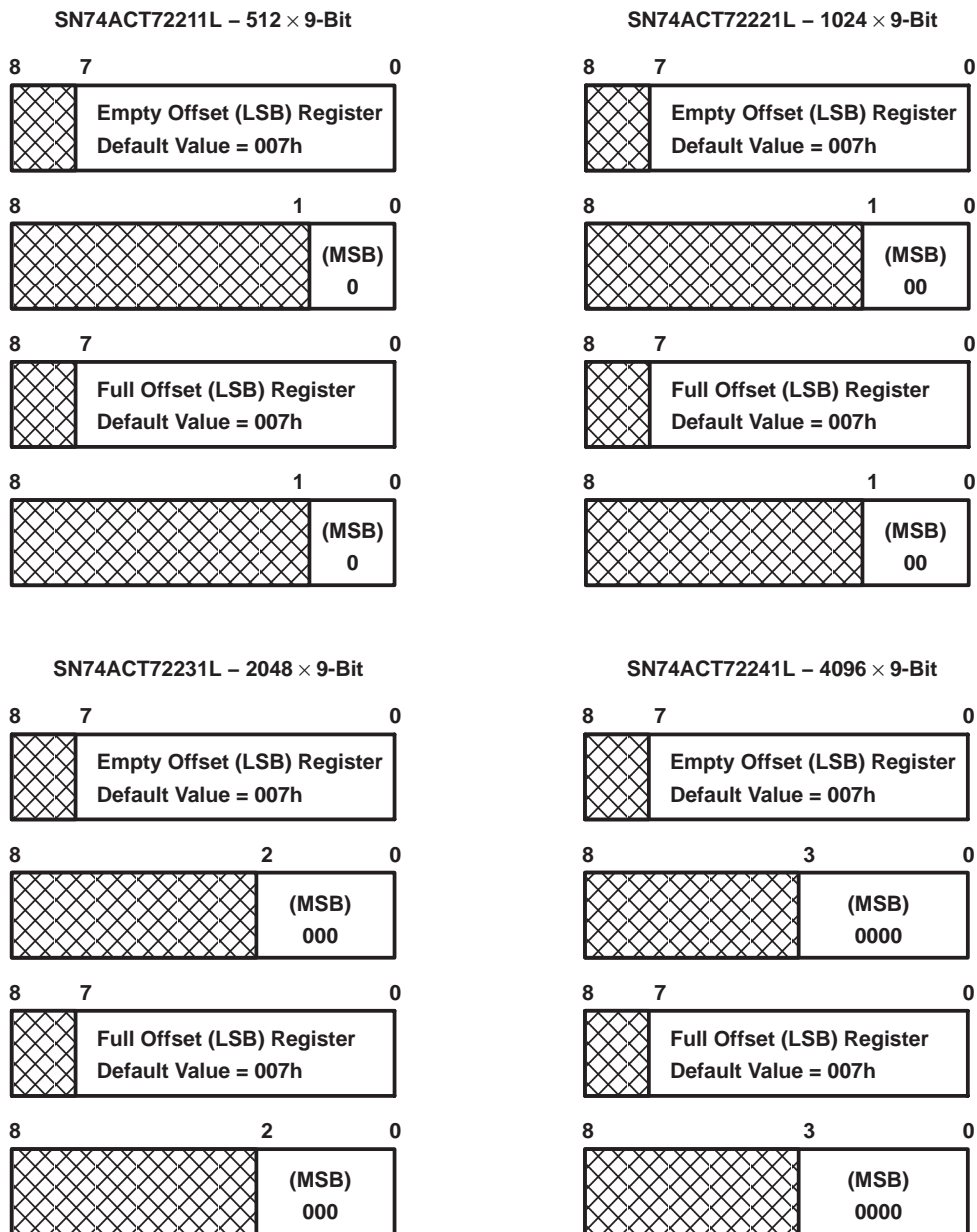 SN74ACT72211L – 512 × 9-Bit
8 7 0
Empty Offset (LSB) Register
Default Value = 007h
8 1 0
(MSB)
0
8 7 0
Full Offset (LSB) Register
Default Value = 007h
8 1 0
(MSB)
0
SN74ACT72221L – 1024 × 9-Bit
8 7 0
Empty Offset (LSB) Register
Default Value = 007h
8 1 0
(MSB)
00
8 7 0
Full Offset (LSB) Register
Default Value = 007h
8 1 0
(MSB)
00
SN74ACT72231L – 2048 × 9-Bit
8 7 0
Empty Offset (LSB) Register
Default Value = 007h
8 2 0
(MSB)
000
8 7 0
Full Offset (LSB) Register
Default Value = 007h
8 2 0
(MSB)
000
SN74ACT72241L – 4096 × 9-Bit
8 7 0
Empty Offset (LSB) Register
Default Value = 007h
8 3 0
(MSB)
0000
8 7 0
Full Offset (LSB) Register
Default Value = 007h
8 3 0
(MSB)
0000